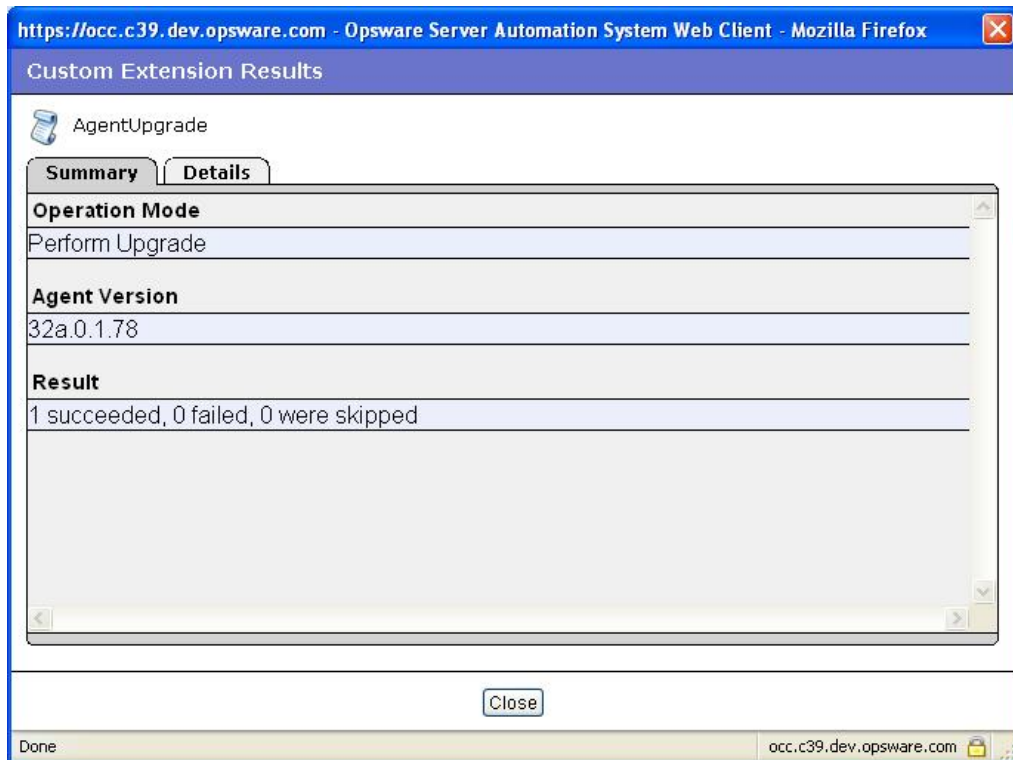 https://occ.c39.dev.opsware.com - Opsware Server Automation System Web Client - Mozilla Firefox
Custom Extension Results
AgentUpgrade
Summary Details
Operation Mode
Perform Upgrade
Agent Version
32a.0.1.78
Result
1 succeeded, 0 failed, 0 were skipped
Close
Done occ.c39.dev.opsware.com